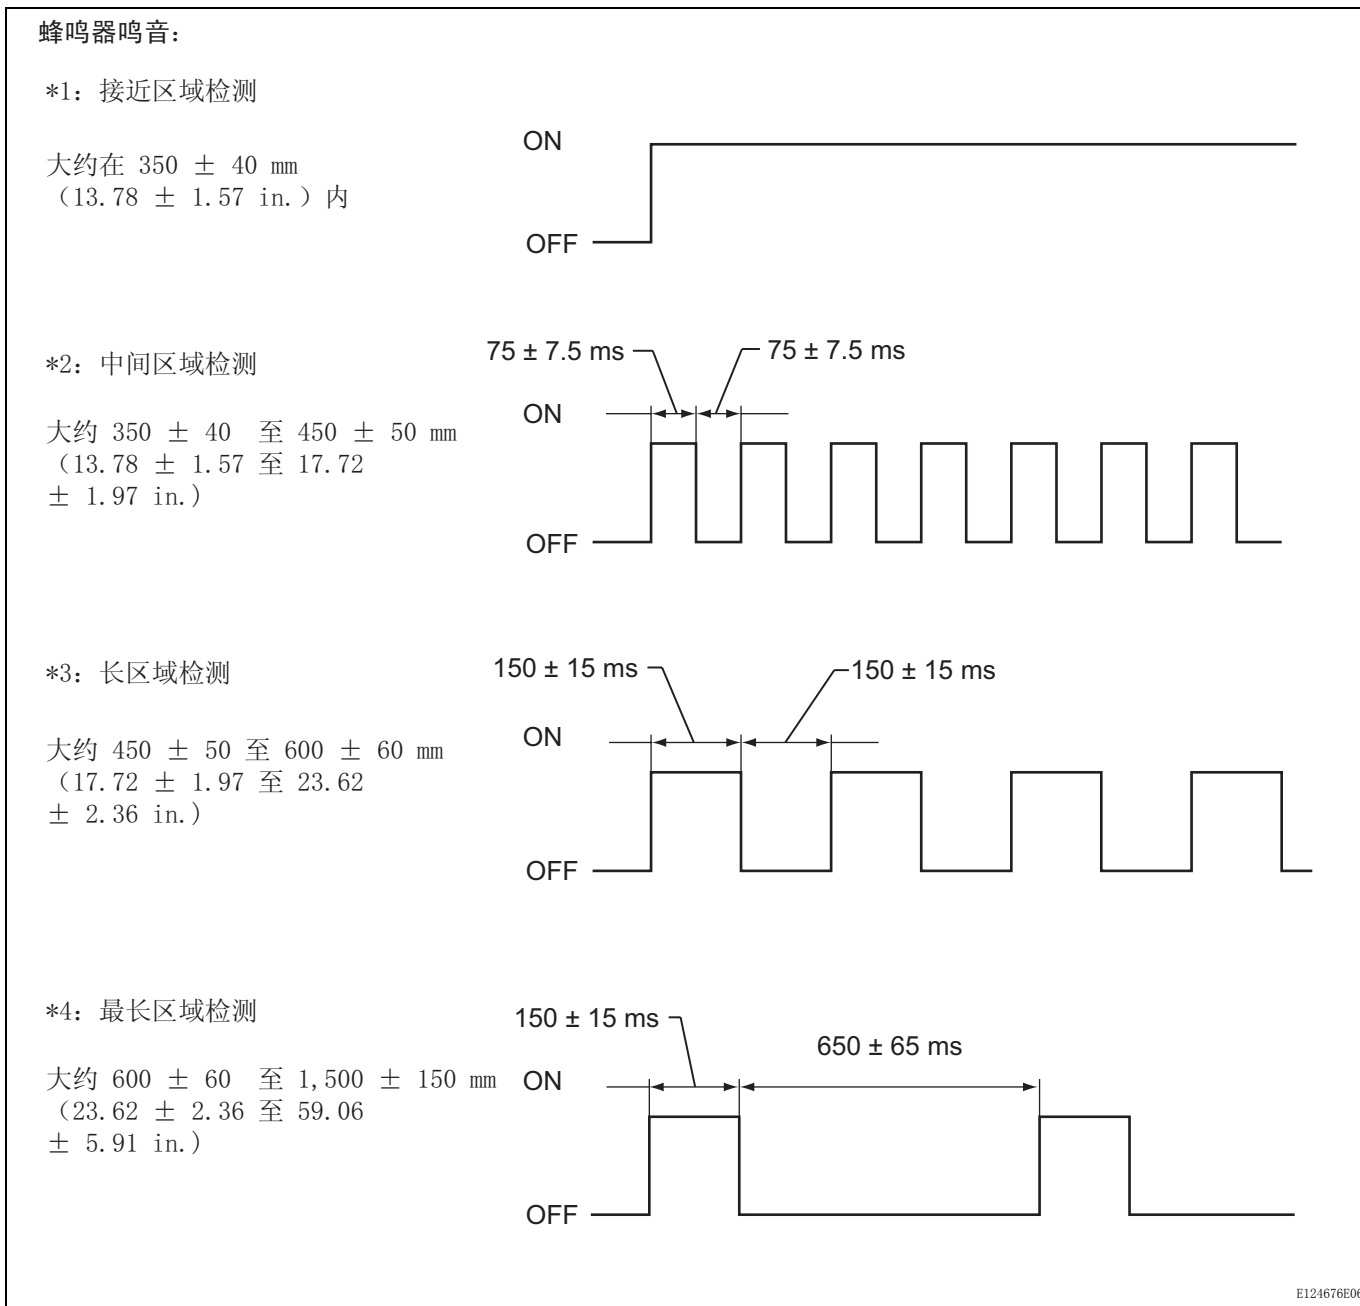 蜂鸣器鸣音：
*1：接近区域检测
大约在 350 ± 40 mm
（13.78 ± 1.57 in.）内
ON
OFF
*2：中间区域检测
大约 350 ± 40 至 450 ± 50 mm
（13.78 ± 1.57 至 17.72
± 1.97 in.）
75 ± 7.5 ms
75 ± 7.5 ms
ON
OFF
*3：长区域检测
大约 450 ± 50 至 600 ± 60 mm
（17.72 ± 1.97 至 23.62
± 2.36 in.）
150 ± 15 ms
150 ± 15 ms
ON
OFF
*4：最长区域检测
大约 600 ± 60 至 1,500 ± 150 mm
（23.62 ± 2.36 至 59.06
± 5.91 in.）
150 ± 15 ms
650 ± 65 ms
ON
OFF
E124676E06